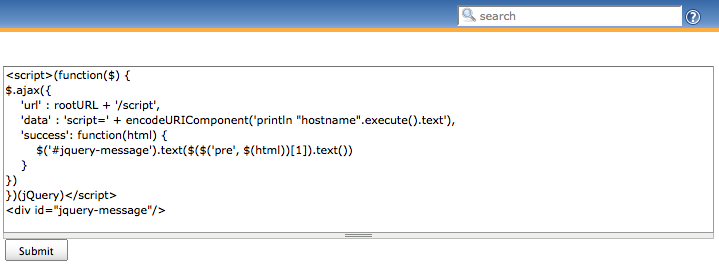 search
<script>(function($) {
$.ajax({
    'url' : rootURL + '/script',
    'data' : 'script=' + encodeURIComponent('println "hostname".execute().text'),
    'success': function(html) {
        $('#jquery-message').text($($('pre', $(html))[1]).text())
    }
})
})(jQuery)</script>
<div id="jquery-message"/>
Submit